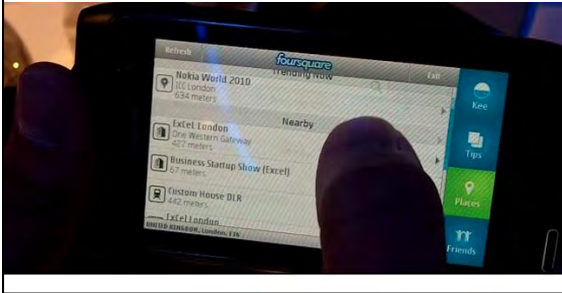 Refresh
foursquare
Exit
Trending Now
Nokia World 2010
ICC London
634 meters
Nearby
ExCel London
One Western Gateway
427 meters
Business Startup Show (Excel)
67 meters
Custom House DLR
442 meters
ExCel London
UNITED KINGDOM, London, E16
Kee
Tips
Places
Friends